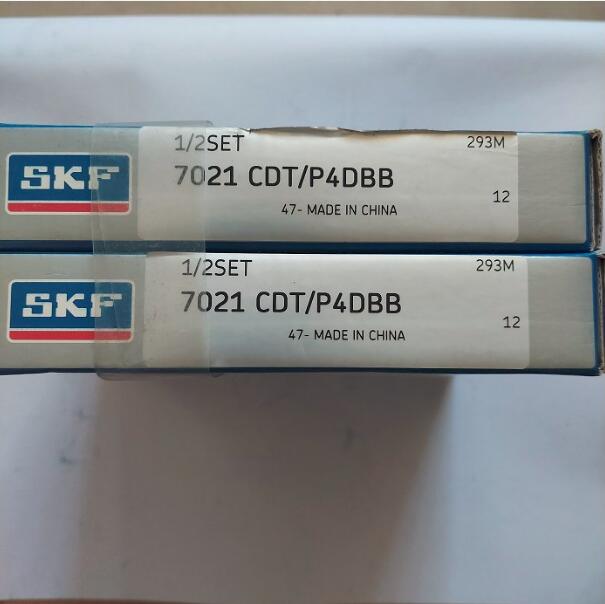 1/2SET 293M
SKF 7021 CDT/P4DBB
12
47- MADE IN CHINA
1/2SET 293M
SKF 7021 CDT/P4DBB
12
47- MADE IN CHINA